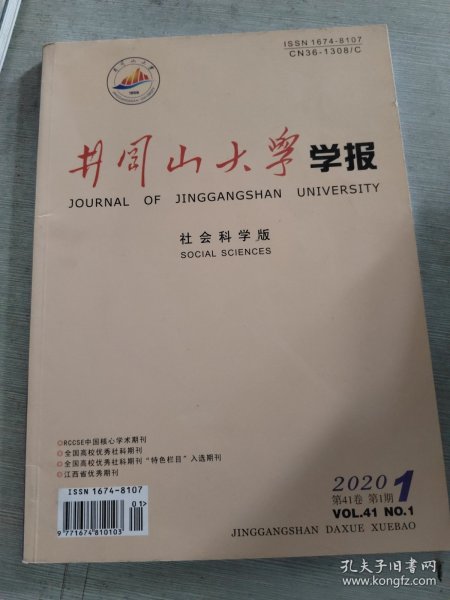 ISSN 1674-8107
CN36-1308/C
井冈山大学 学报
JOURNAL OF JINGGANGSHAN UNIVERSITY
社会科学版
SOCIAL SCIENCES
RCCSE中国核心学术期刊
全国高校优秀社科期刊
全国高校优秀社科期刊“特色栏目”入选期刊
江西省优秀期刊
ISSN 1674-8107
01>
9 771674 810103
2020 1
第41卷 第1期
VOL.41 NO.1
JINGGANGSHAN DAXUE XUEBAO
孔夫子旧书网
www.kongfz.com